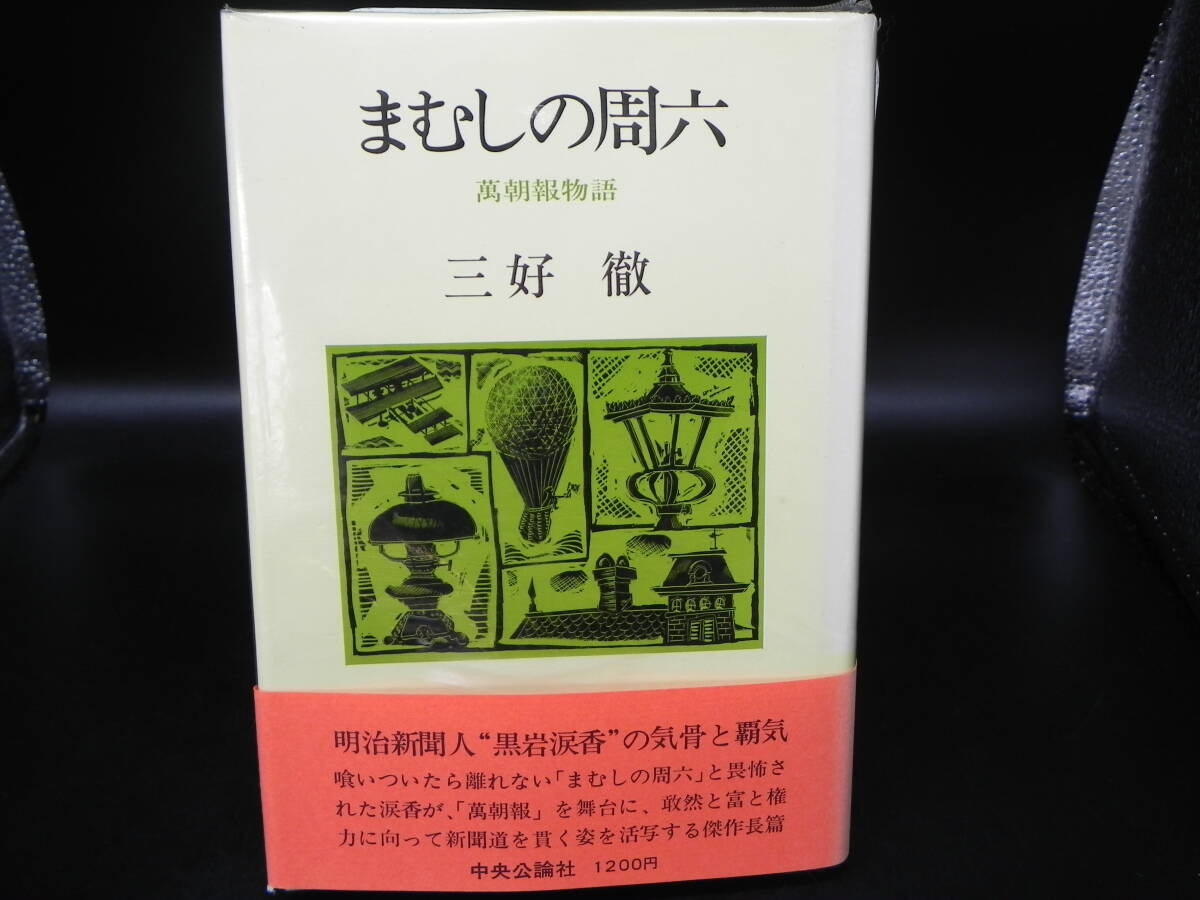 まむしの周六
萬朝報物語
三好 徹
明治新聞人“黒岩涙香”の気骨と覇気
喰いついたら離れない「まむしの周六」と畏怖さ
れた涙香が、「萬朝報」を舞台に、敢然と富と権
力に向って新聞道を貫く姿を活写する傑作長篇
中央公論社 1200円